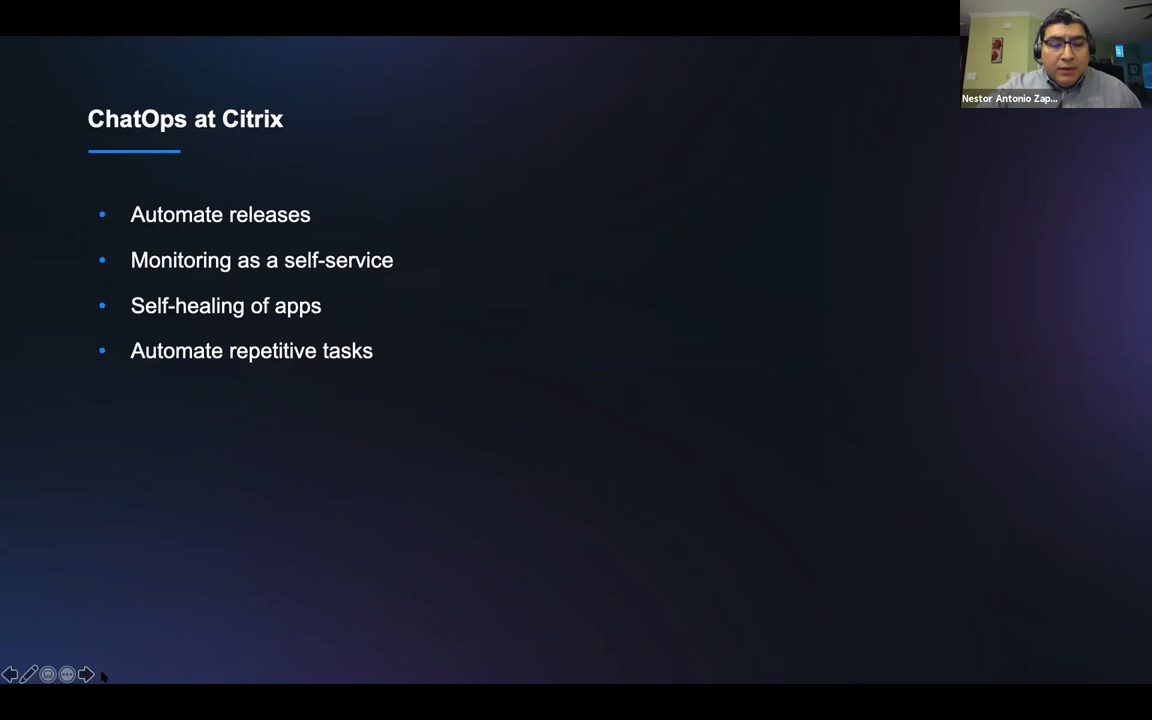 Nestor Antonio Zap...
ChatOps at Citrix
• Automate releases
• Monitoring as a self-service
• Self-healing of apps
• Automate repetitive tasks